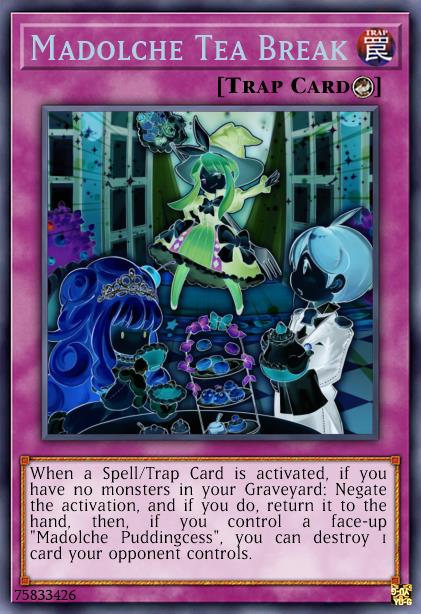 Madolche Tea Break
TRAP
罠
[Trap Card]
When a Spell/Trap Card is activated, if you
have no monsters in your Graveyard: Negate
the activation, and if you do, return it to the
hand, then, if you control a face-up
"Madolche Puddingcess", you can destroy 1
card your opponent controls.
75833426